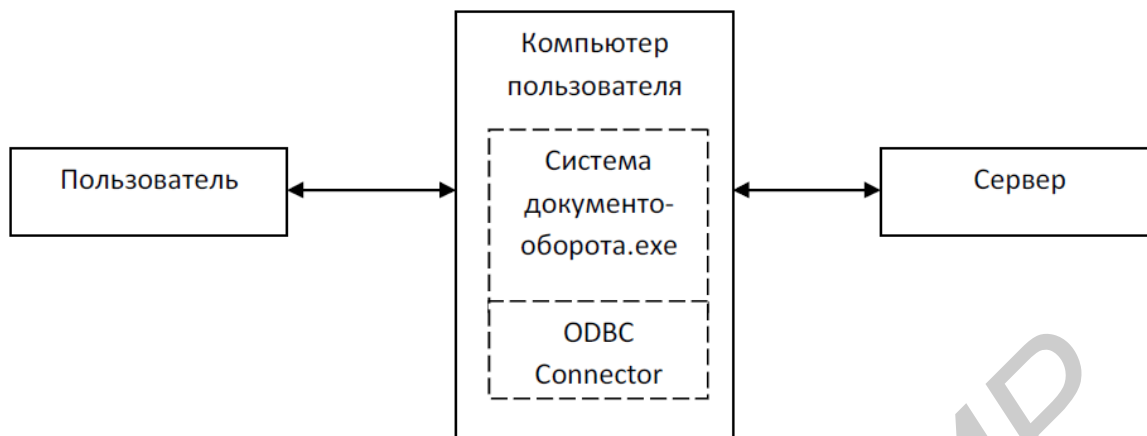 Компьютер
пользователя
Пользователь
Система
документо-
оборота.exe
ODBC
Connector
Сервер